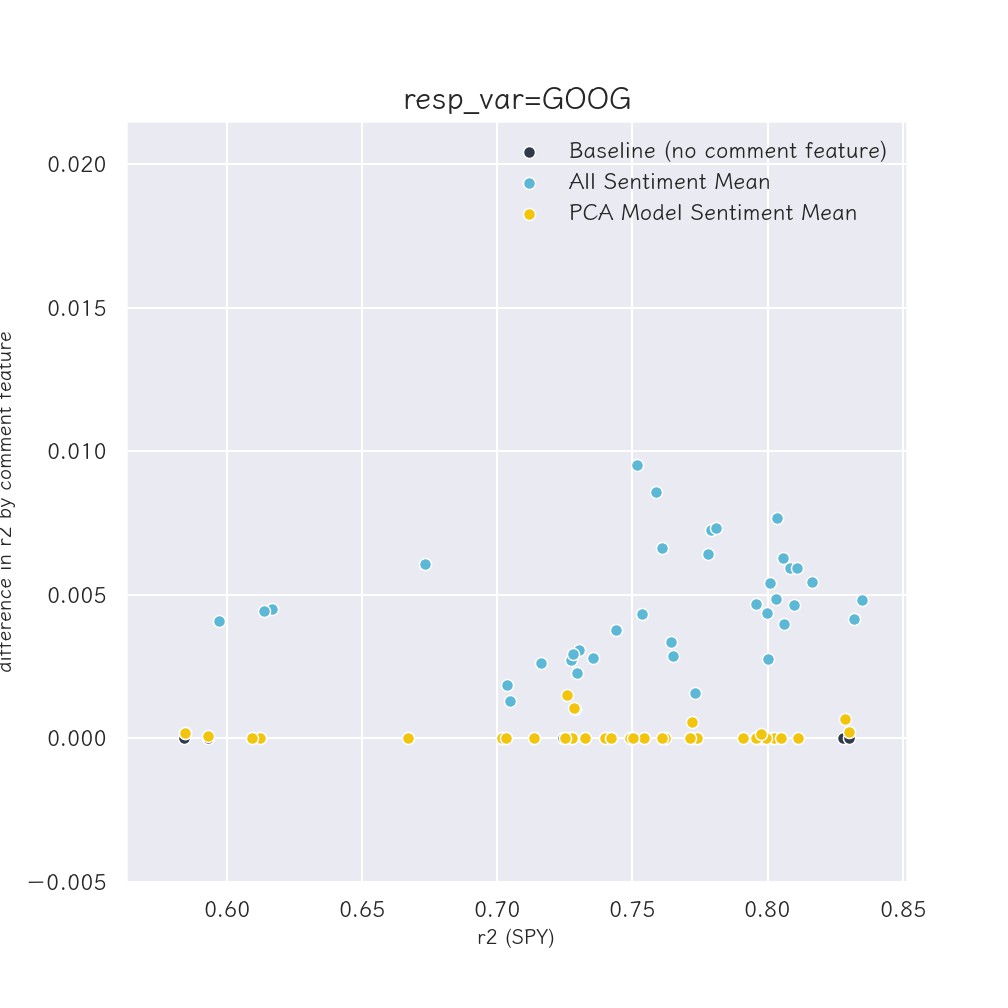 resp_var=GOOG
Baseline (no comment feature)
All Sentiment Mean
PCA Model Sentiment Mean
0.020
0.015
0.010
0.005
0.000
−0.005
difference in r2 by comment feature
0.60 0.65 0.70 0.75 0.80 0.85
r2 (SPY)